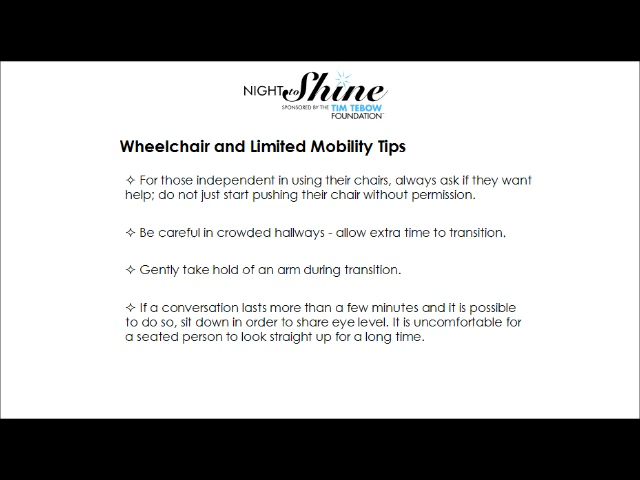 NIGHT to Shine
SPONSORED BY THE TIM TEBOW
FOUNDATION
Wheelchair and Limited Mobility Tips
✧ For those independent in using their chairs, always ask if they want
help; do not just start pushing their chair without permission.
✧ Be careful in crowded hallways - allow extra time to transition.
✧ Gently take hold of an arm during transition.
✧ If a conversation lasts more than a few minutes and it is possible
to do so, sit down in order to share eye level. It is uncomfortable for
a seated person to look straight up for a long time.